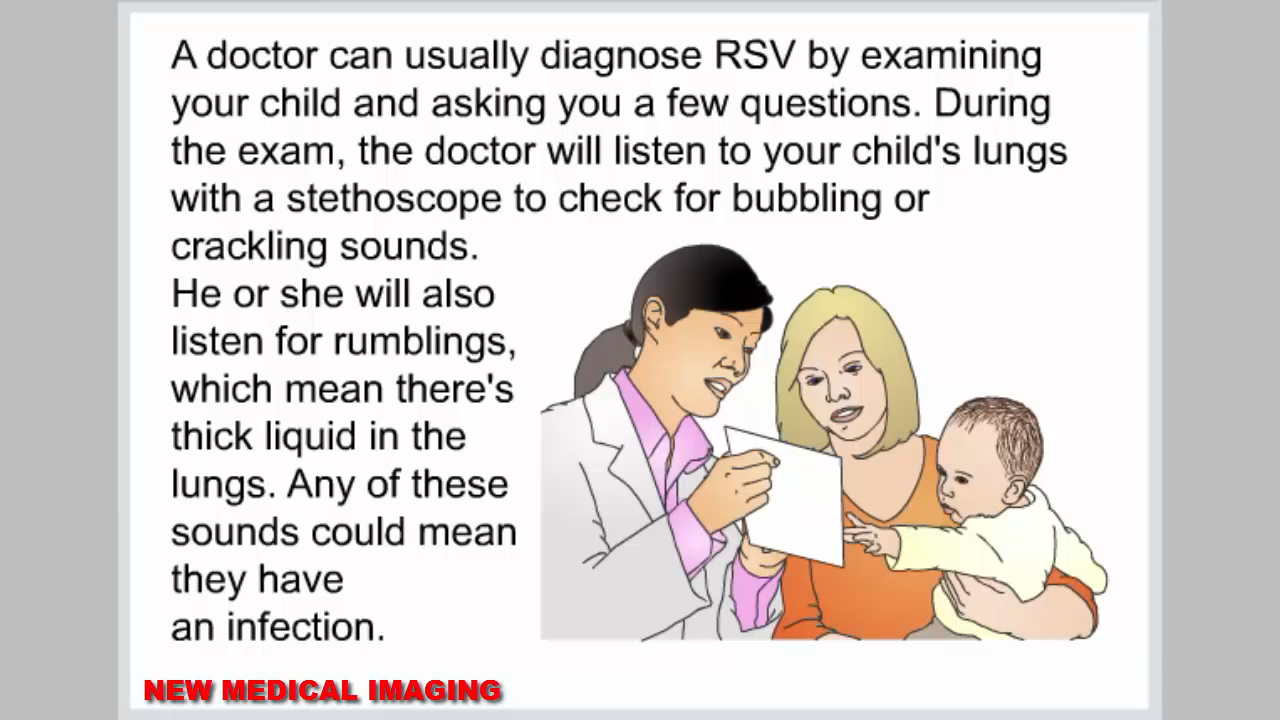 A doctor can usually diagnose RSV by examining
your child and asking you a few questions. During
the exam, the doctor will listen to your child's lungs
with a stethoscope to check for bubbling or
crackling sounds.
He or she will also
listen for rumblings,
which mean there's
thick liquid in the
lungs. Any of these
sounds could mean
they have
an infection.
NEW MEDICAL IMAGING